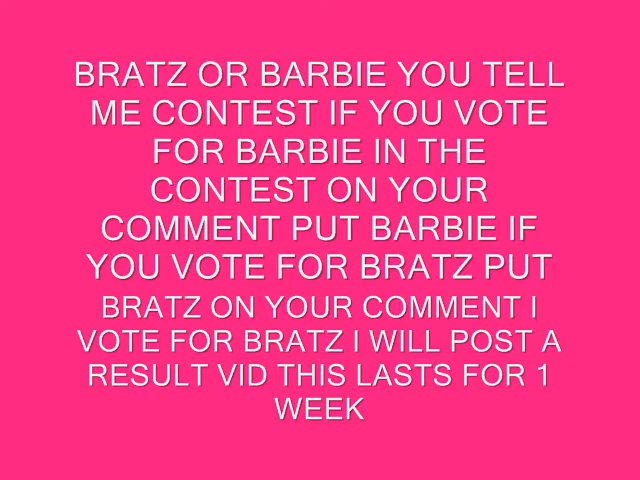 BRATZ OR BARBIE YOU TELL
ME CONTEST IF YOU VOTE
FOR BARBIE IN THE
CONTEST ON YOUR
COMMENT PUT BARBIE IF
YOU VOTE FOR BRATZ PUT
BRATZ ON YOUR COMMENT I
VOTE FOR BRATZ I WILL POST A
RESULT VID THIS LASTS FOR 1
WEEK